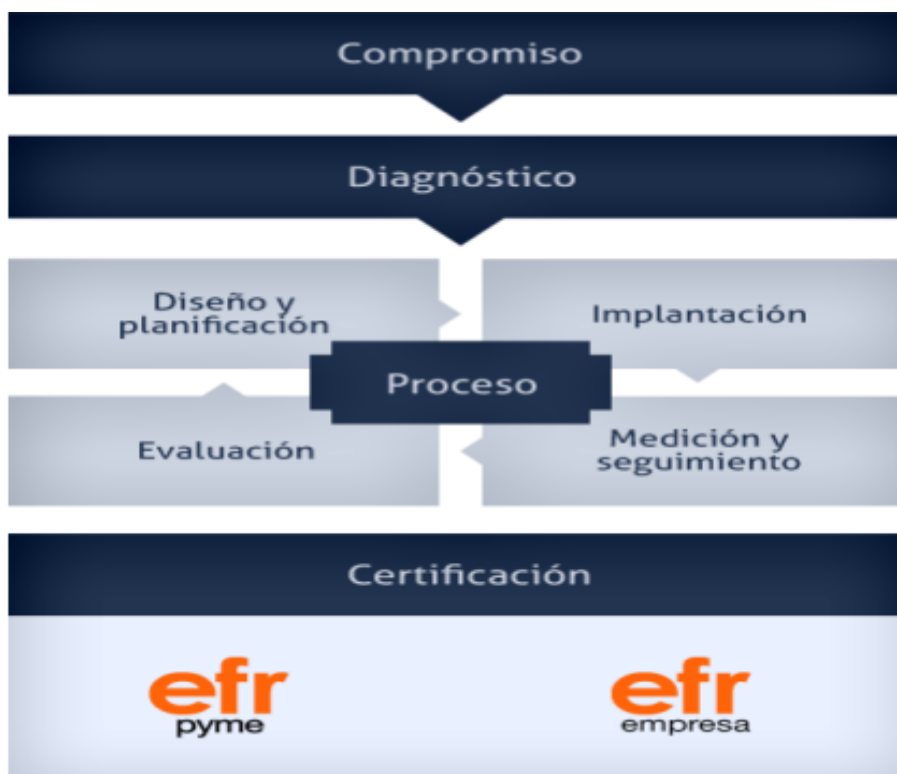 Compromiso
Diagnóstico
Diseño y
planificación
Implantación
Proceso
Evaluación
Medición y
seguimiento
Certificación
efr
pyme
efr
empresa